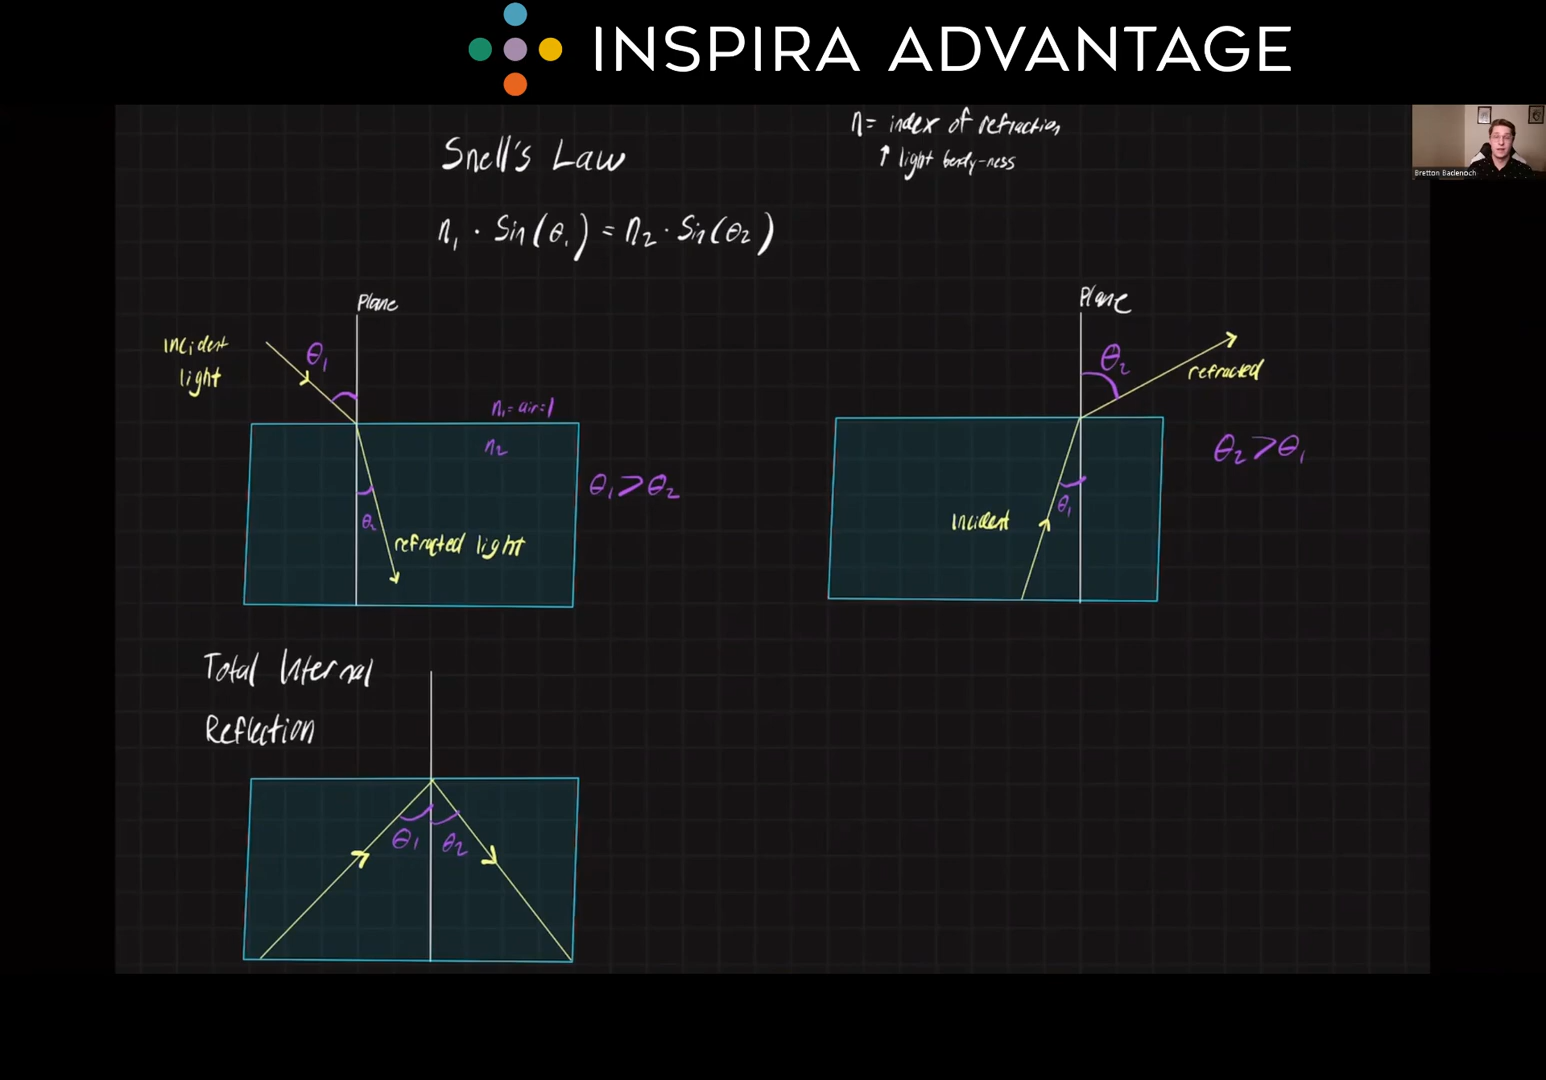 INSPIRA ADVANTAGE
n = index of refraction
↑ light bendy-ness
Bretton Badenoch
Snell's Law
n₁ · Sin(θ₁) = n₂ · Sin(θ₂)
Plane
Incident
light
θ₁
n₁ = air = 1
n₂
θ₁ > θ₂
θ₂
refracted light
Plane
θ₂
refracted
θ₂ > θ₁
θ₁
Incident
Total Internal
Reflection
θ₁ θ₂